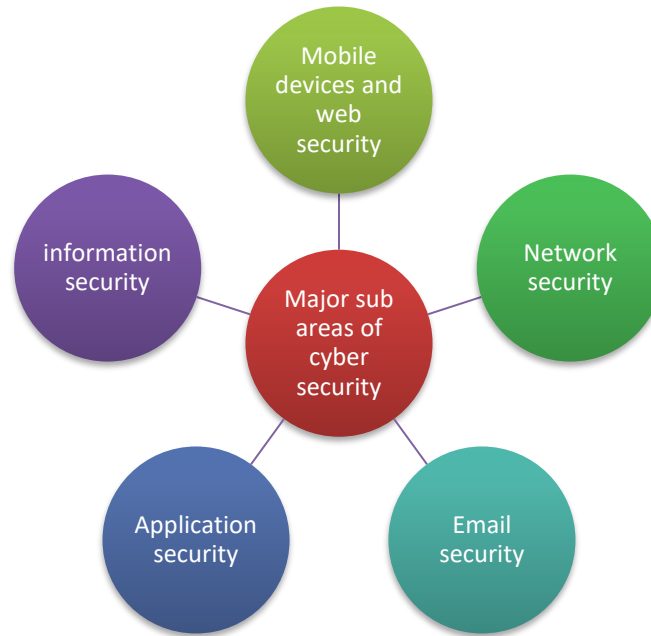 Mobile
devices and
web
security
information
security
Network
security
Major sub
areas of
cyber
security
Application
security
Email
security